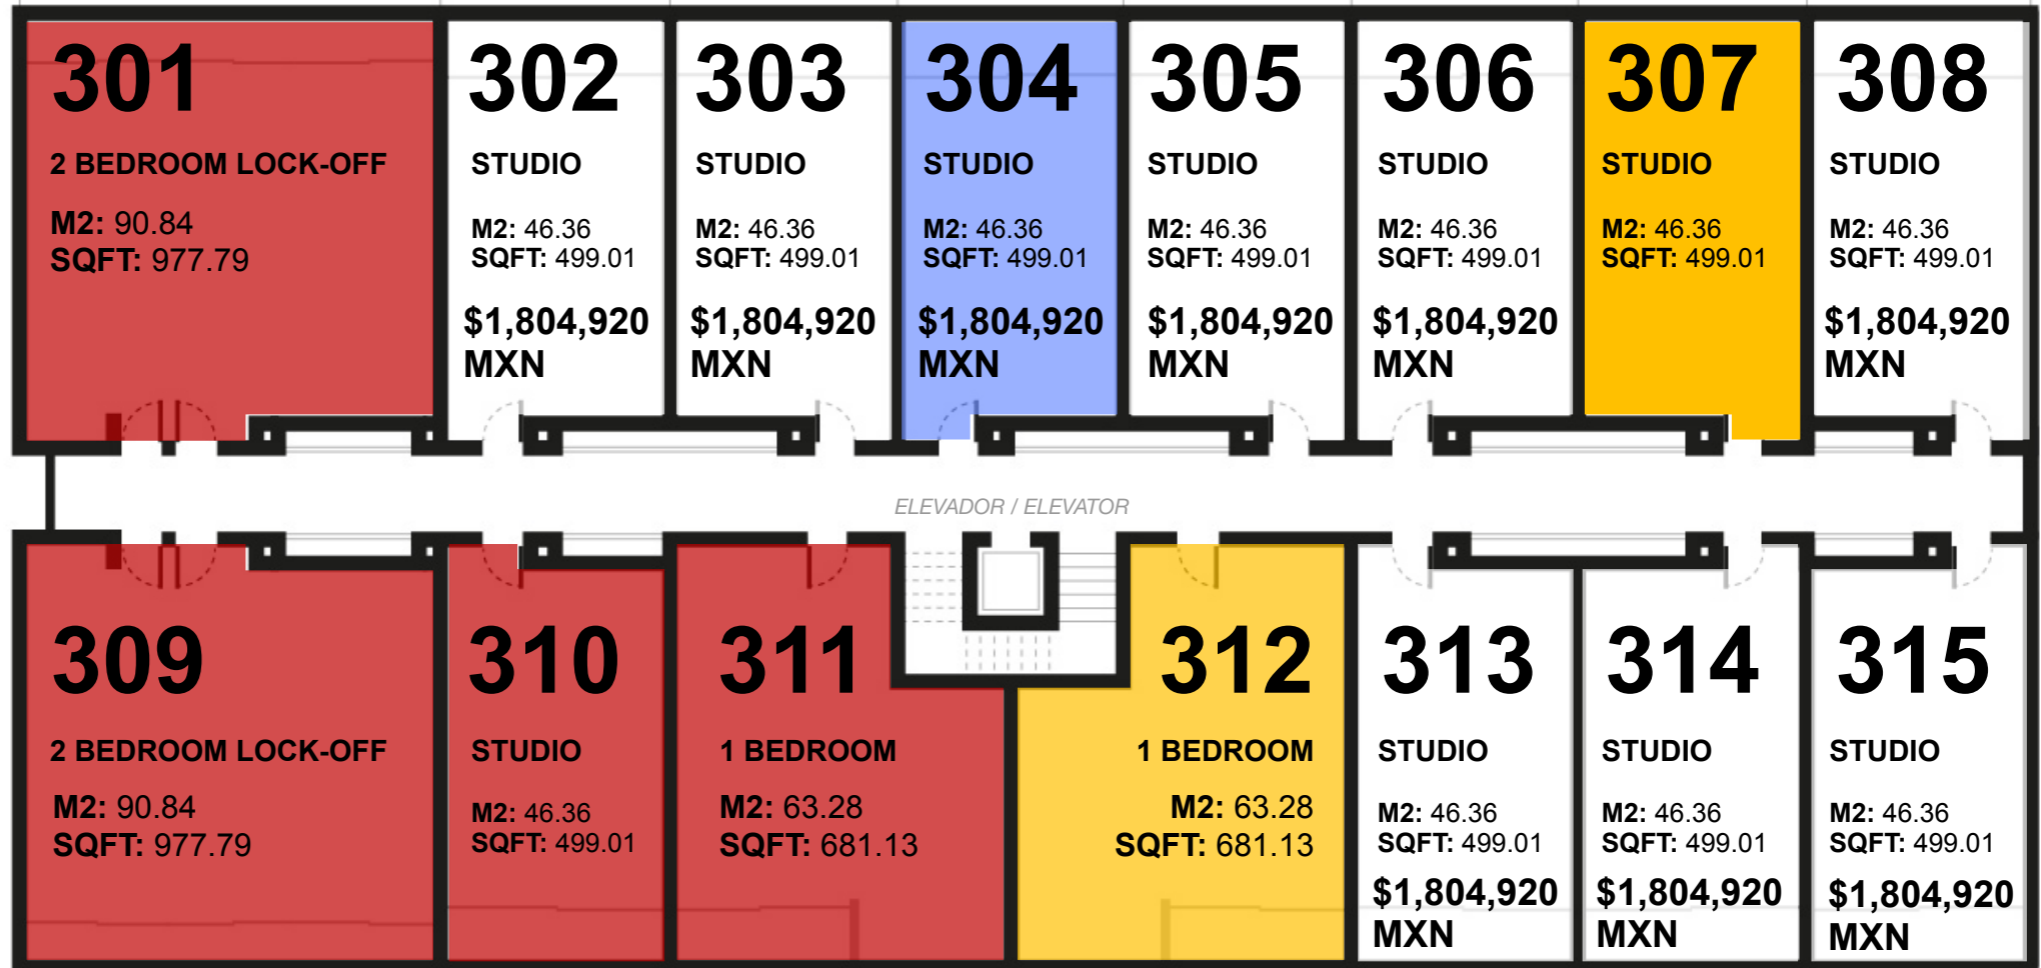 301
2 BEDROOM LOCK-OFF
M2: 90.84
SQFT: 977.79
302
STUDIO
M2: 46.36
SQFT: 499.01
$1,804,920
MXN
303
STUDIO
M2: 46.36
SQFT: 499.01
$1,804,920
MXN
304
STUDIO
M2: 46.36
SQFT: 499.01
$1,804,920
MXN
305
STUDIO
M2: 46.36
SQFT: 499.01
$1,804,920
MXN
306
STUDIO
M2: 46.36
SQFT: 499.01
$1,804,920
MXN
307
STUDIO
M2: 46.36
SQFT: 499.01
308
STUDIO
M2: 46.36
SQFT: 499.01
$1,804,920
MXN
ELEVADOR / ELEVATOR
309
2 BEDROOM LOCK-OFF
M2: 90.84
SQFT: 977.79
310
STUDIO
M2: 46.36
SQFT: 499.01
311
1 BEDROOM
M2: 63.28
SQFT: 681.13
312
1 BEDROOM
M2: 63.28
SQFT: 681.13
313
STUDIO
M2: 46.36
SQFT: 499.01
$1,804,920
MXN
314
STUDIO
M2: 46.36
SQFT: 499.01
$1,804,920
MXN
315
STUDIO
M2: 46.36
SQFT: 499.01
$1,804,920
MXN